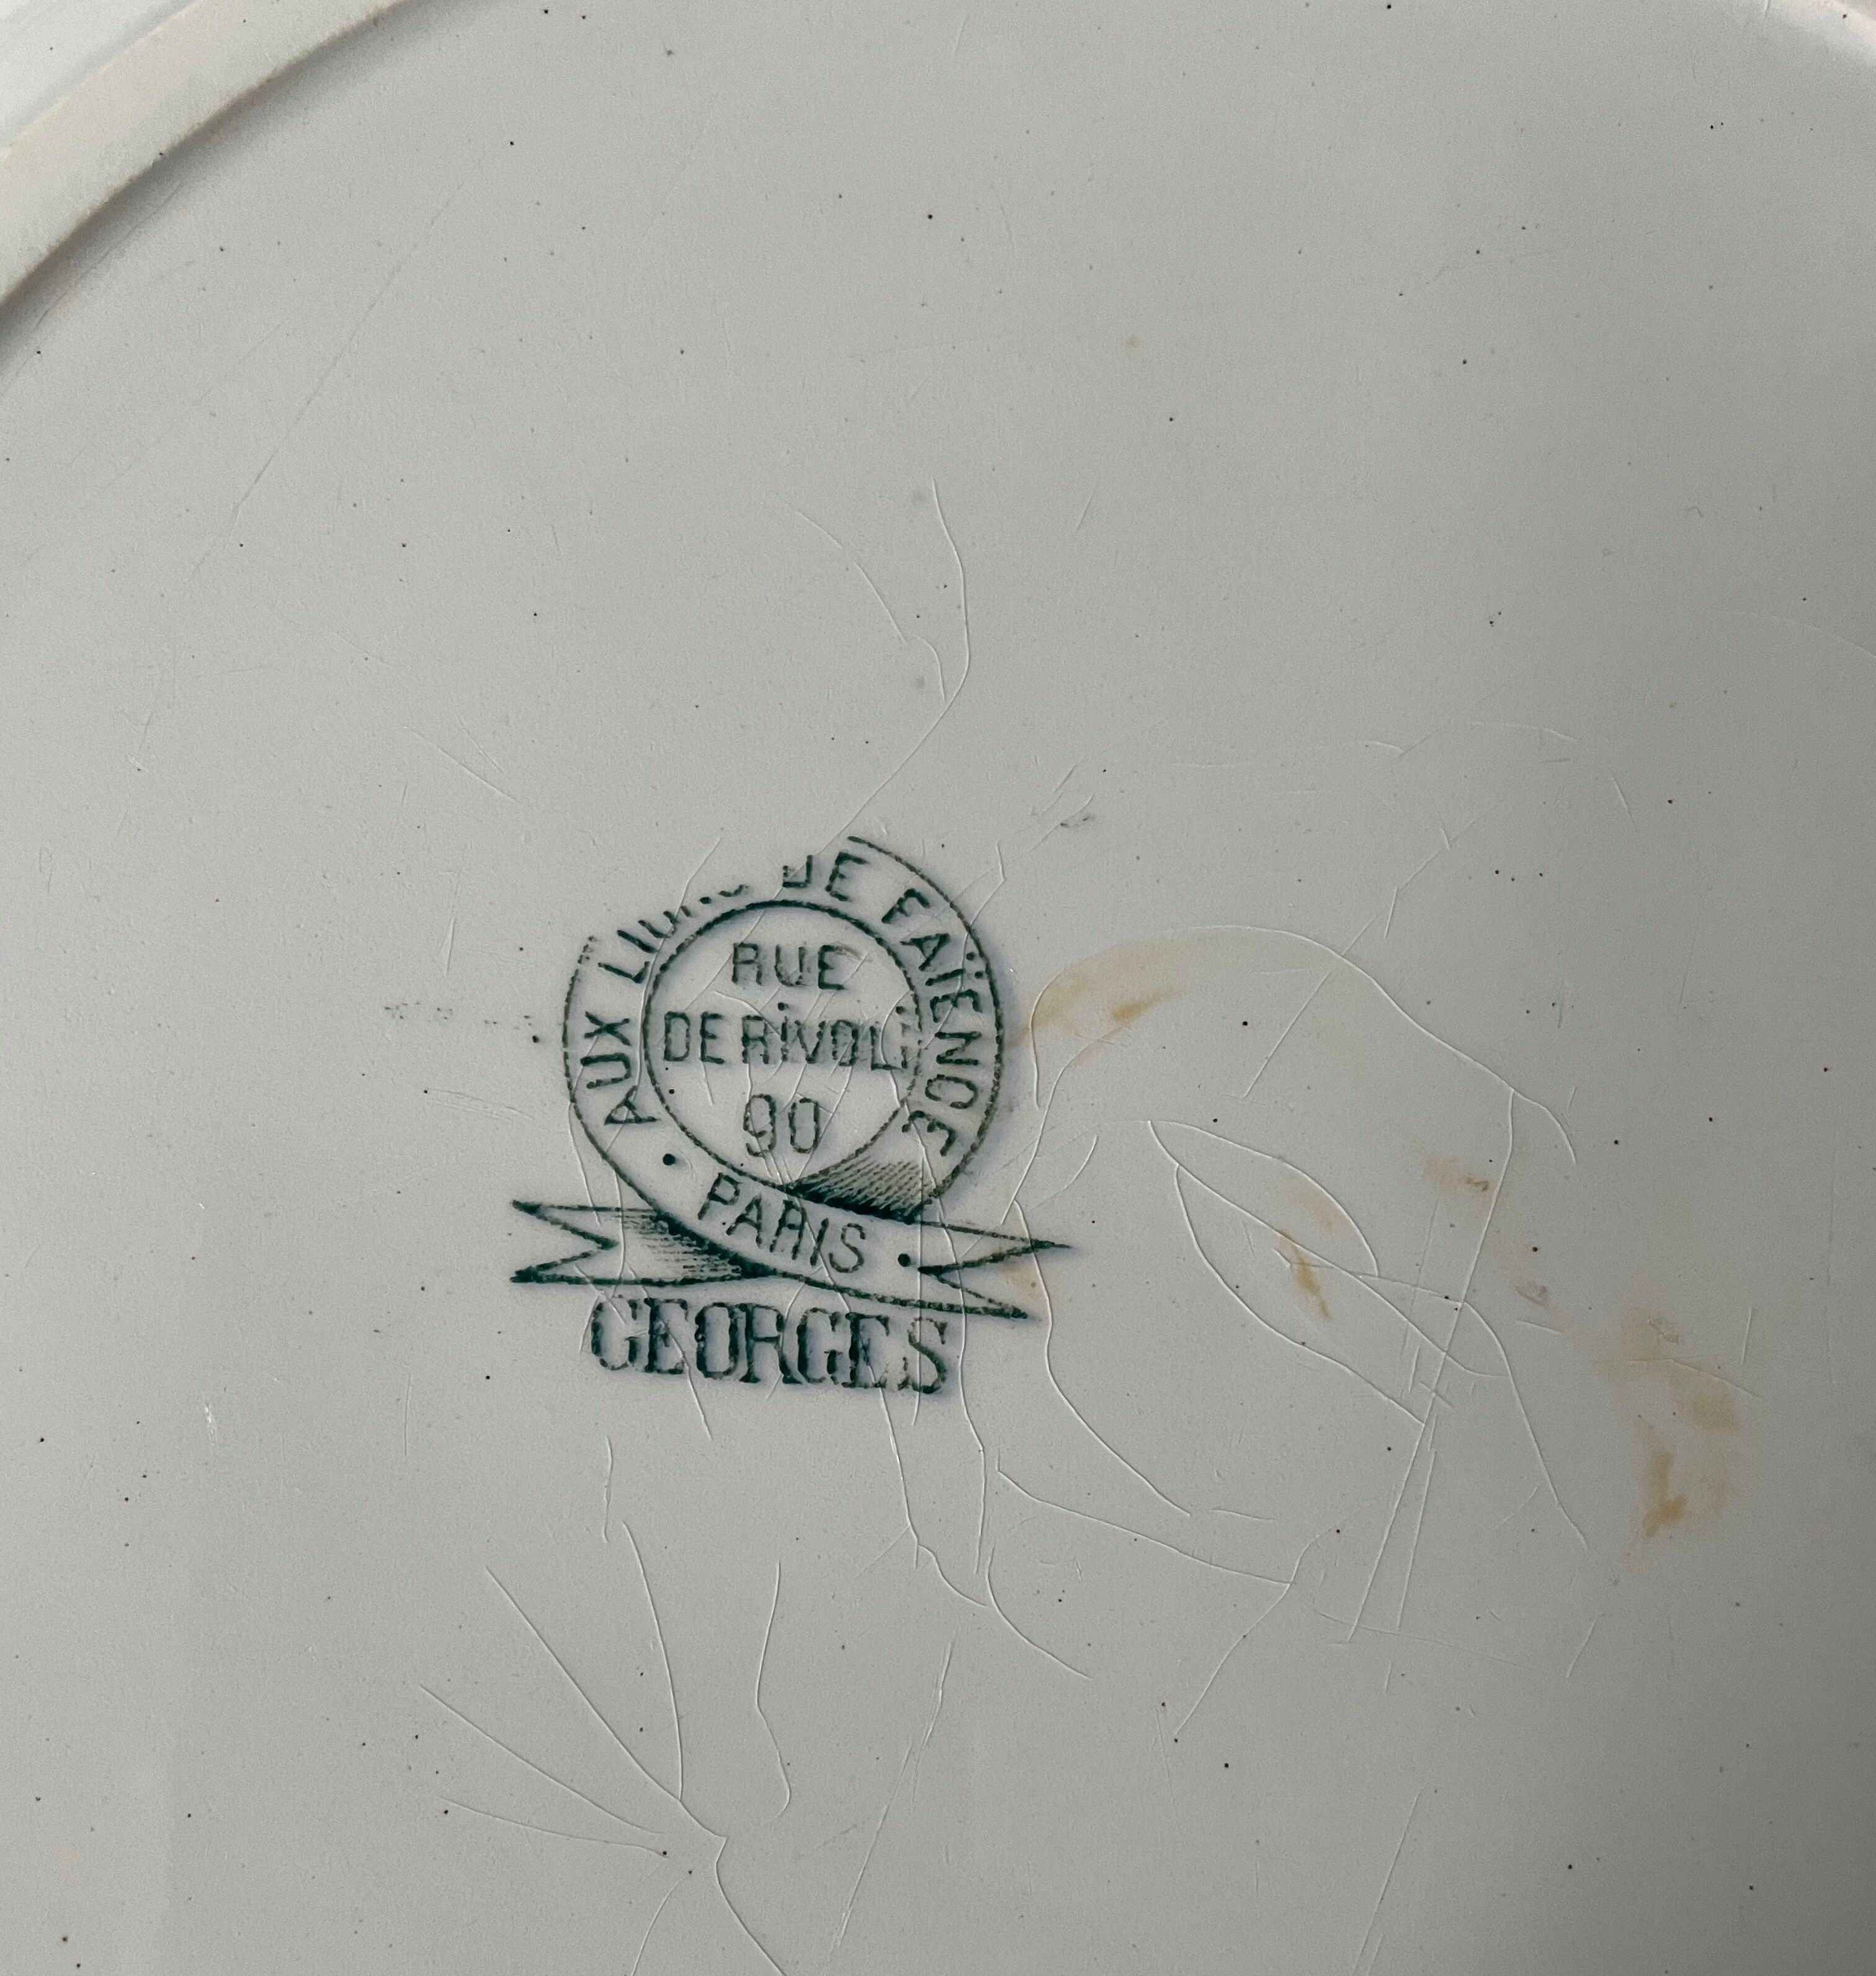 AUX DE FAÏENCE
RUE
DE RIVOLI
90
• PARIS •
GEORGES